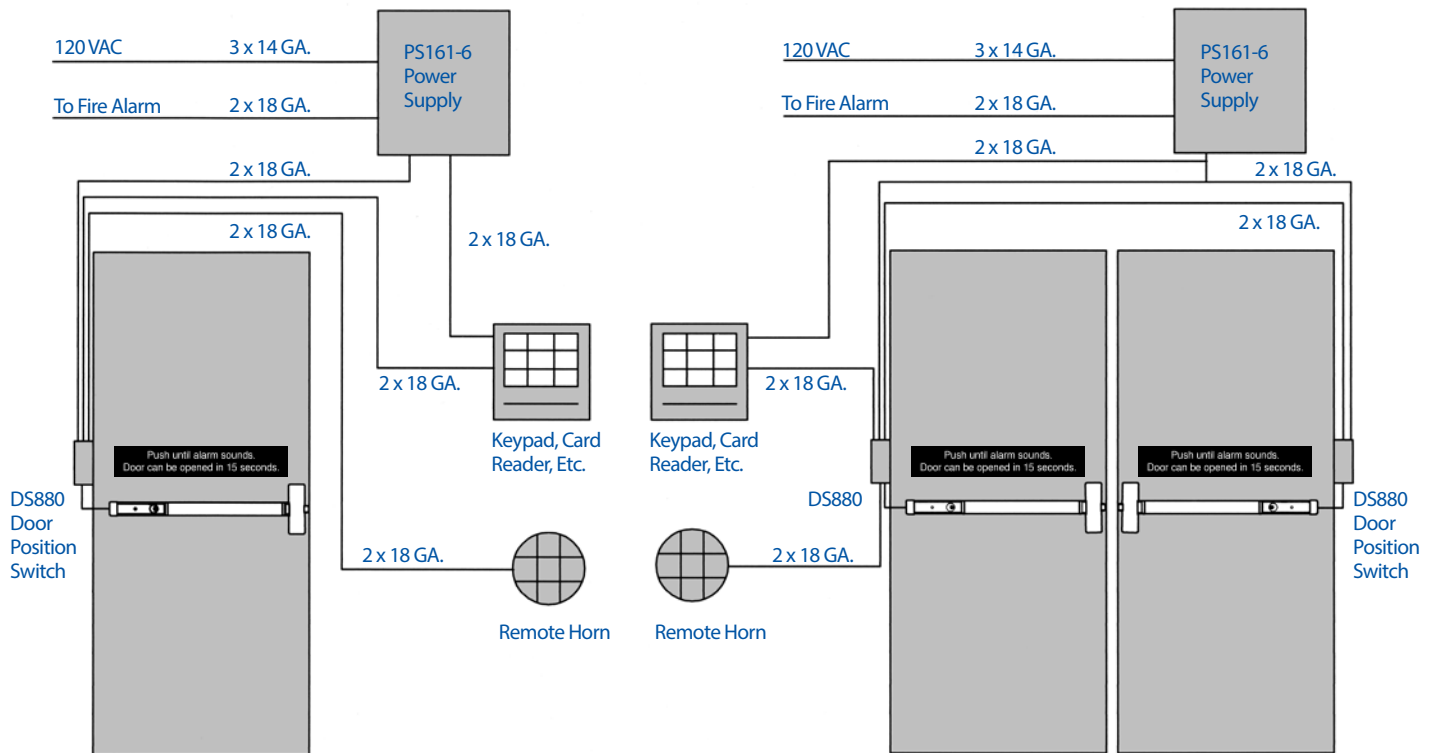 120 VAC
3 x 14 GA.
PS161-6
Power
Supply
To Fire Alarm
2 x 18 GA.
2 x 18 GA.
2 x 18 GA.
2 x 18 GA.
2 x 18 GA.
Keypad, Card
Reader, Etc.
Push until alarm sounds.
Door can be opened in 15 seconds.
DS880
Door
Position
Switch
2 x 18 GA.
Remote Horn
120 VAC
3 x 14 GA.
PS161-6
Power
Supply
To Fire Alarm
2 x 18 GA.
2 x 18 GA.
2 x 18 GA.
2 x 18 GA.
2 x 18 GA.
Keypad, Card
Reader, Etc.
Push until alarm sounds.
Door can be opened in 15 seconds.
Push until alarm sounds.
Door can be opened in 15 seconds.
DS880
DS880
Door
Position
Switch
2 x 18 GA.
Remote Horn